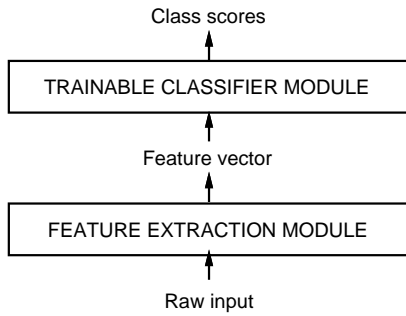 Class scores
TRAINABLE CLASSIFIER MODULE
Feature vector
FEATURE EXTRACTION MODULE
Raw input